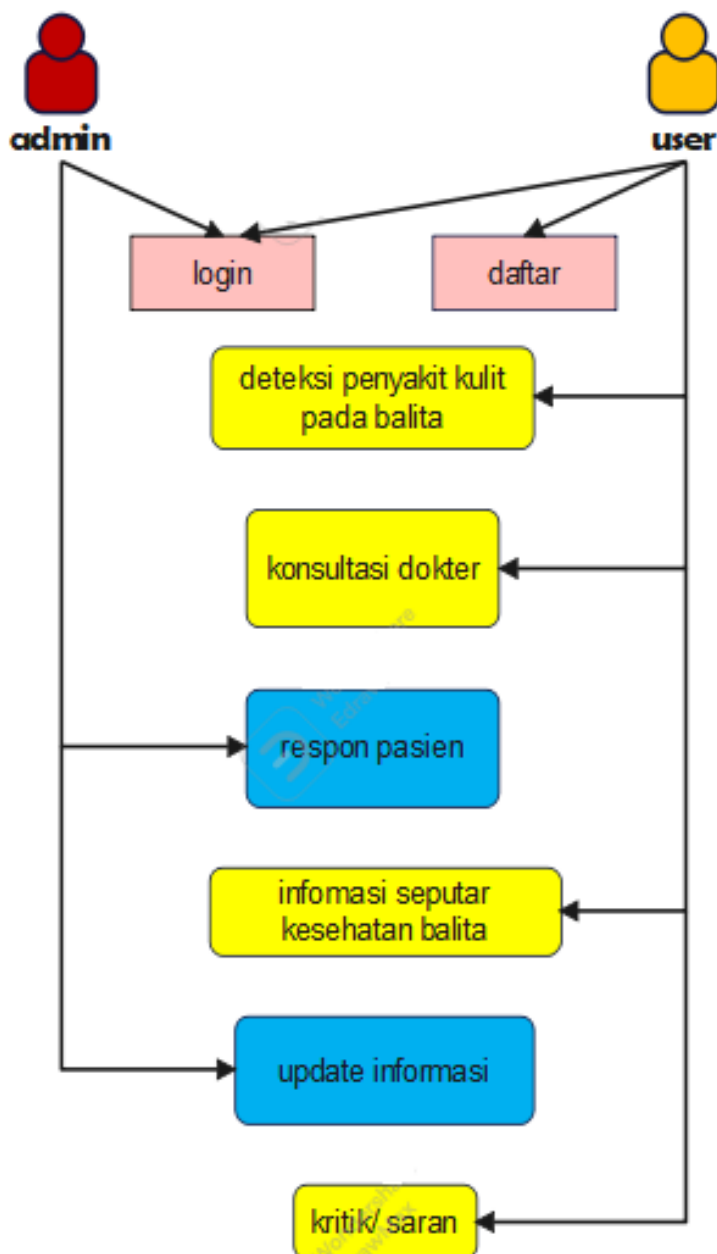 admin
user
login
daftar
deteksi penyakit kulit
pada balita
konsultasi dokter
respon pasien
infomasi seputar
kesehatan balita
update informasi
kritik/ saran